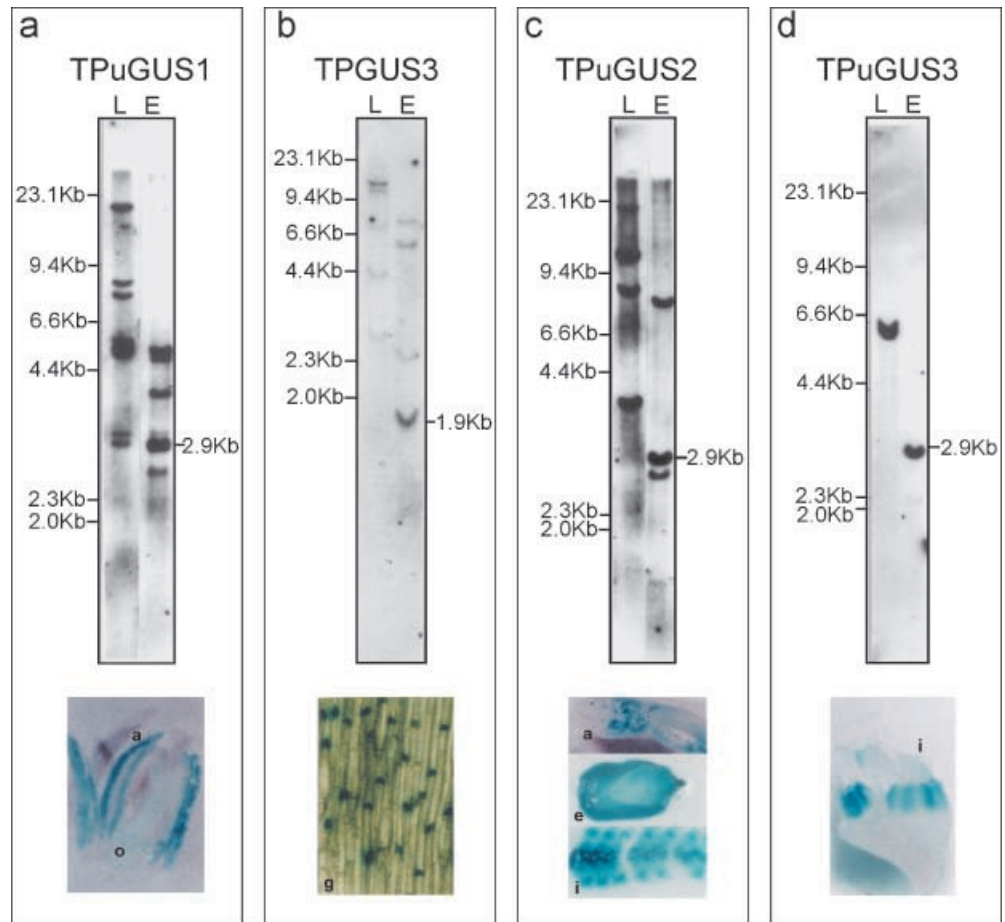 a
TPuGUS1
L E
23.1Kb
9.4Kb
6.6Kb
4.4Kb
2.9Kb
2.3Kb
2.0Kb
a
o
b
TPGUS3
L E
23.1Kb
9.4Kb
6.6Kb
4.4Kb
2.3Kb
2.0Kb
1.9Kb
g
c
TPuGUS2
L E
23.1Kb
9.4Kb
6.6Kb
4.4Kb
2.9Kb
2.3Kb
2.0Kb
a
e
i
d
TPuGUS3
L E
23.1Kb
9.4Kb
6.6Kb
4.4Kb
2.9Kb
2.3Kb
2.0Kb
i